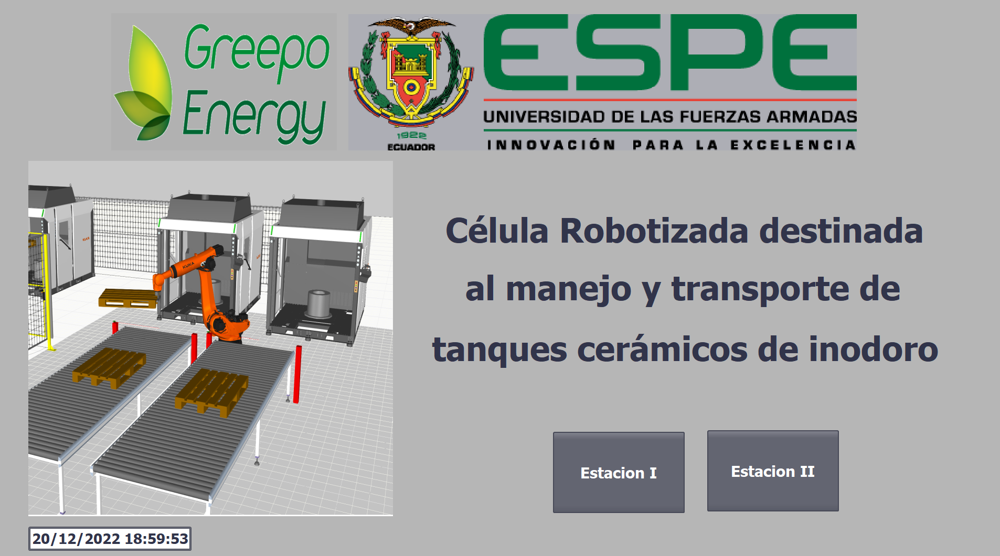 Greepo
Energy
ESPE
UNIVERSIDAD DE LAS FUERZAS ARMADAS
INNOVACIÓN PARA LA EXCELENCIA
1922
ECUADOR
KUKA
KUKA
Célula Robotizada destinada
al manejo y transporte de
tanques cerámicos de inodoro
Estacion I
Estacion II
20/12/2022 18:59:53